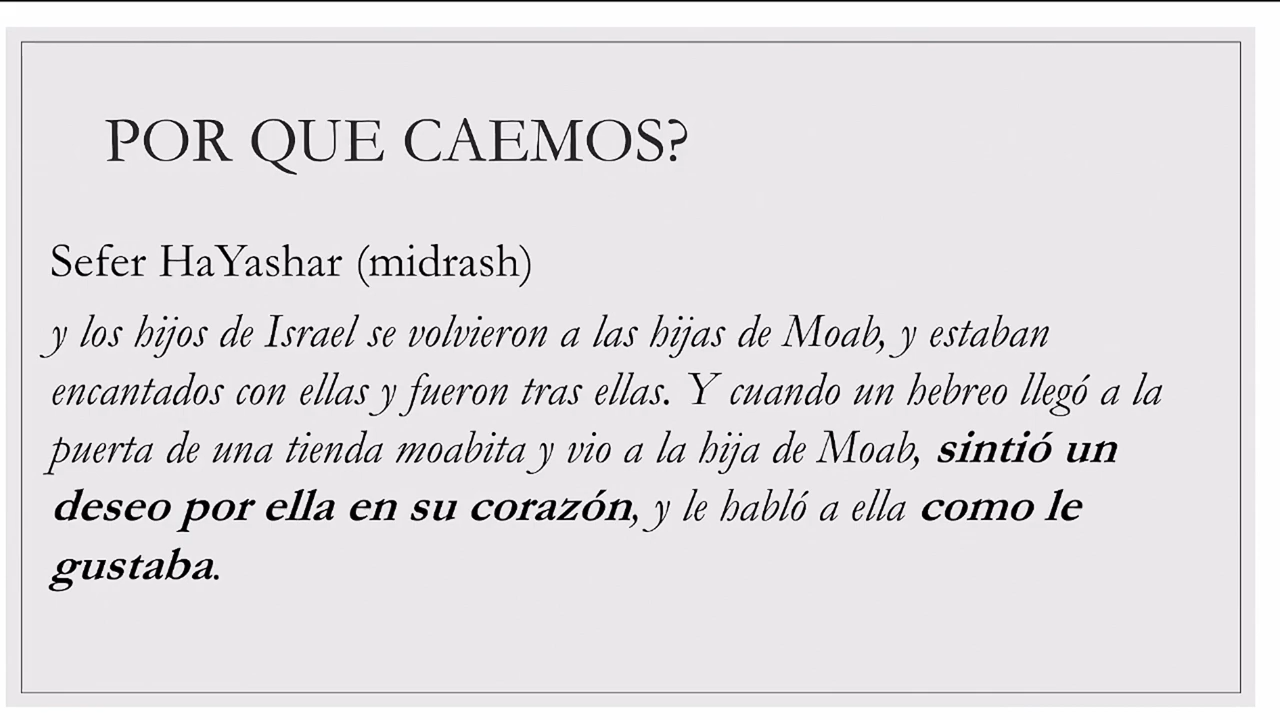 POR QUE CAEMOS?
Sefer HaYashar (midrash)
y los hijos de Israel se volvieron a las hijas de Moab, y estaban
encantados con ellas y fueron tras ellas. Y cuando un hebreo llegó a la
puerta de una tienda moabita y vio a la hija de Moab, sintió un
deseo por ella en su corazón, y le habló a ella como le
gustaba.